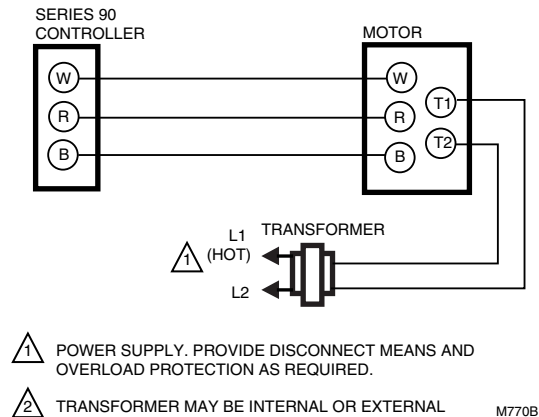 SERIES 90
CONTROLLER
MOTOR
W
R
B
W
R
B
T1
T2
L1
(HOT)
TRANSFORMER
1
L2
1 POWER SUPPLY. PROVIDE DISCONNECT MEANS AND
OVERLOAD PROTECTION AS REQUIRED.
2 TRANSFORMER MAY BE INTERNAL OR EXTERNAL
M770B